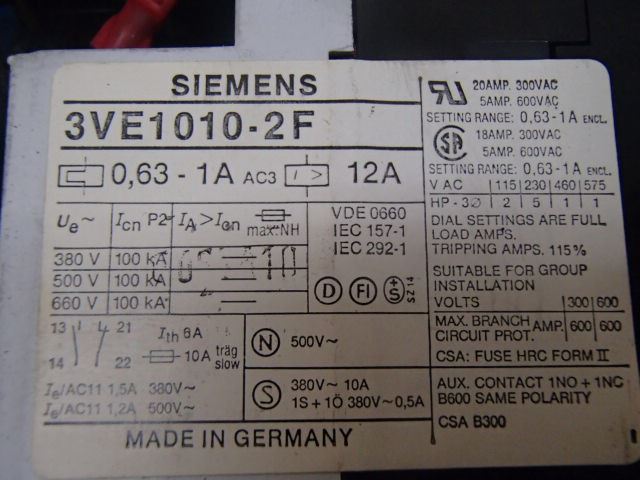 SIEMENS
3VE1010-2F
0,63 - 1A AC3 I > 12A
Ue~ Icn P2 IA>Icn max.NH
380 V 100 kA
500 V 100 kA
660 V 100 kA
VDE 0660
IEC 157-1
IEC 292-1
D FI S
SZ 14
13 21
14 22
Ith 6A
10A träg
slow
Ie/AC11 1,5A 380V~
Ie/AC11 1,2A 500V~
N 500V~
S 380V~ 10A
1S + 1Ö 380V~0,5A
MADE IN GERMANY
20AMP. 300VAC
5AMP. 600VAC
SETTING RANGE: 0,63-1A ENCL.
18AMP. 300VAC
5AMP. 600VAC
SETTING RANGE: 0,63-1A ENCL.
V AC 115 230 460 575
HP-3Ø 2 5 1 1
DIAL SETTINGS ARE FULL
LOAD AMPS.
TRIPPING AMPS. 115%
SUITABLE FOR GROUP
INSTALLATION
VOLTS 300 600
MAX. BRANCH
CIRCUIT PROT. AMP. 600 600
CSA: FUSE HRC FORM II
AUX. CONTACT 1NO + 1NC
B600 SAME POLARITY
CSA B300